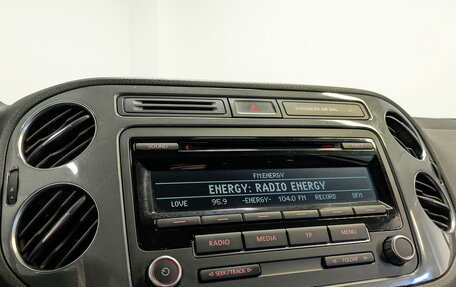 PASSENGER AIR BAG
SOUND
FM:ENERGY
ENERGY: RADIO ENERGY
LOVE 95.9 -ENERGY- 104.0 FM RECORD DFM
RADIO MEDIA TP MENU
SEEK / TRACK
FOLDER